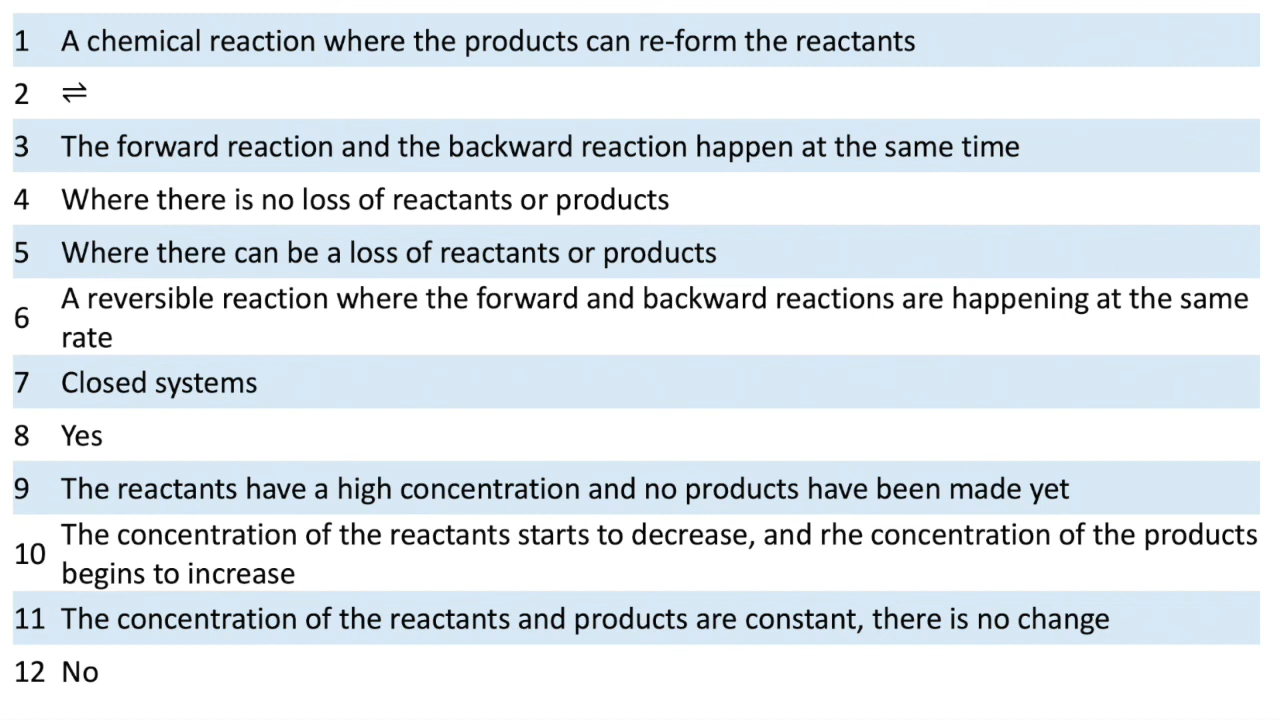 1 A chemical reaction where the products can re-form the reactants
2 ⇌
3 The forward reaction and the backward reaction happen at the same time
4 Where there is no loss of reactants or products
5 Where there can be a loss of reactants or products
6 A reversible reaction where the forward and backward reactions are happening at the same
rate
7 Closed systems
8 Yes
9 The reactants have a high concentration and no products have been made yet
10 The concentration of the reactants starts to decrease, and rhe concentration of the products
begins to increase
11 The concentration of the reactants and products are constant, there is no change
12 No